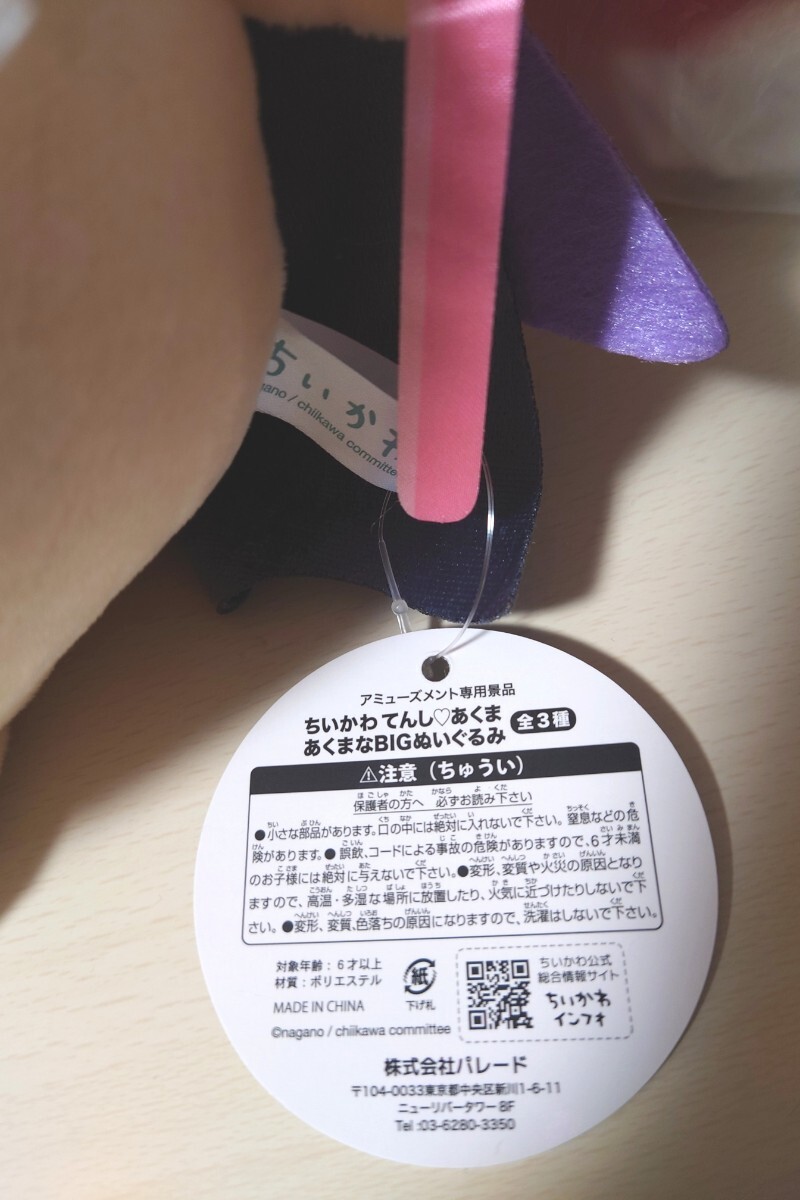 ちいかわ
nagano / chiikawa committee
アミューズメント専用景品
ちいかわ てんし♡あくま
あくまなBIGぬいぐるみ 全3種
⚠注意（ちゅうい）
保護者の方へ 必ずお読み下さい
●小さな部品があります。口の中には絶対に入れないで下さい。窒息などの危
険があります。●誤飲、コードによる事故の危険がありますので、6才未満
のお子様には絶対に与えないで下さい。●変形、変質や火災の原因となり
ますので、高温・多湿な場所に放置したり、火気に近づけたりしないで下
さい。●変形、変質、色落ちの原因になりますので、洗濯はしないで下さい。
対象年齢：6才以上
材質：ポリエステル
MADE IN CHINA
©nagano / chiikawa committee
紙
下げ札
ちいかわ公式
総合情報サイト
ちいかわ
インフォ
株式会社パレード
〒104-0033東京都中央区新川1-6-11
ニューリバータワー 8F
Tel :03-6280-3350